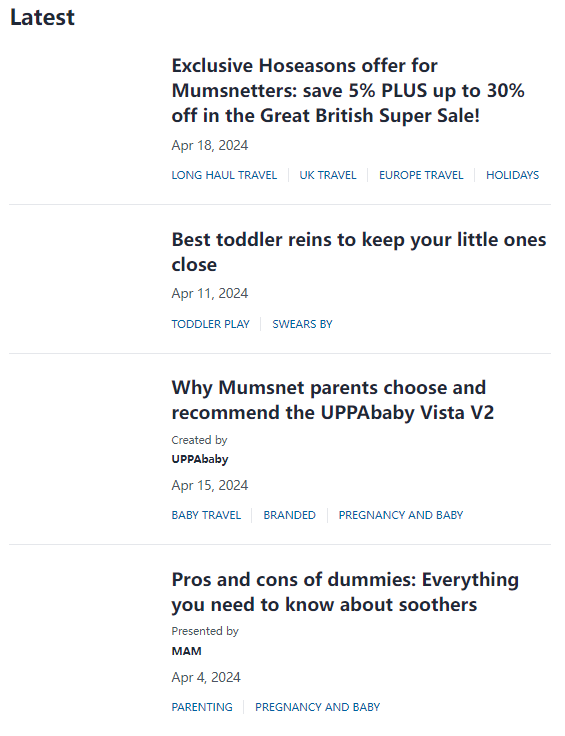 Latest
Exclusive Hoseasons offer for
Mumsnetters: save 5% PLUS up to 30%
off in the Great British Super Sale!
Apr 18, 2024
LONG HAUL TRAVEL UK TRAVEL EUROPE TRAVEL HOLIDAYS
Best toddler reins to keep your little ones
close
Apr 11, 2024
TODDLER PLAY SWEARS BY
Why Mumsnet parents choose and
recommend the UPPAbaby Vista V2
Created by
UPPAbaby
Apr 15, 2024
BABY TRAVEL BRANDED PREGNANCY AND BABY
Pros and cons of dummies: Everything
you need to know about soothers
Presented by
MAM
Apr 4, 2024
PARENTING PREGNANCY AND BABY